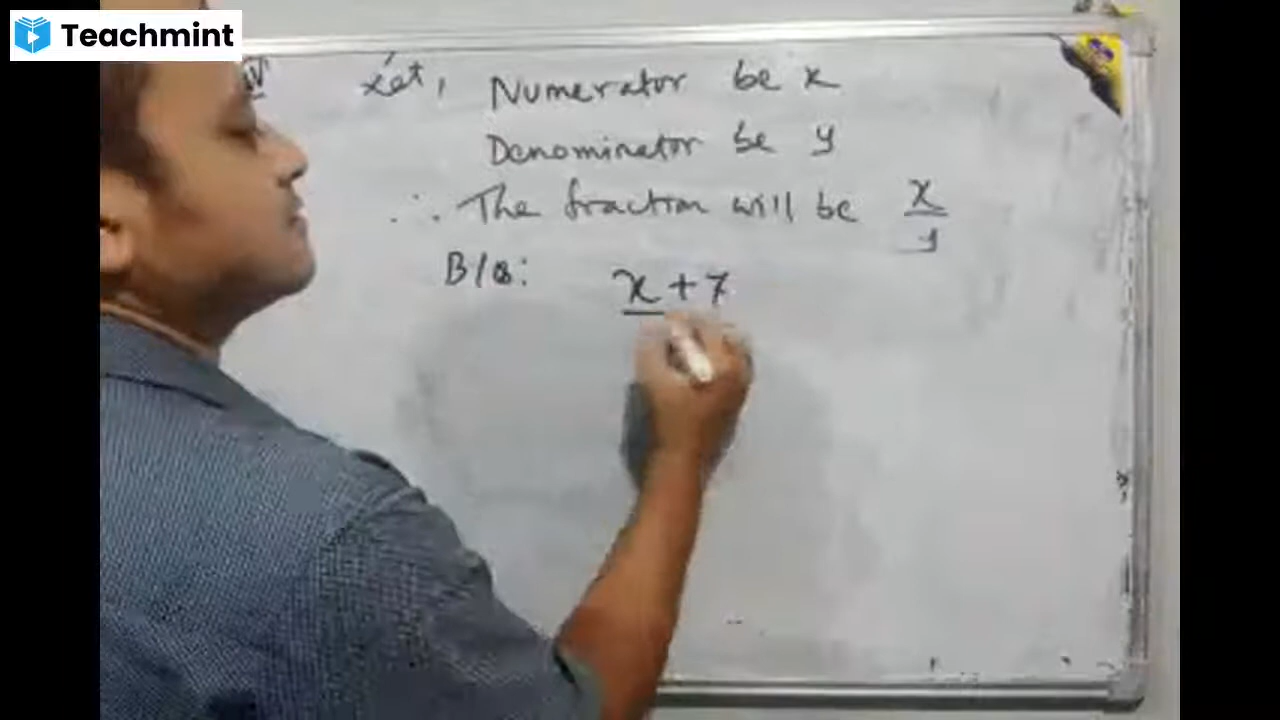 Teachmint
Let, Numerator be x
Denominator be y
∴ The fraction will be x/y
B/Q: x + 7